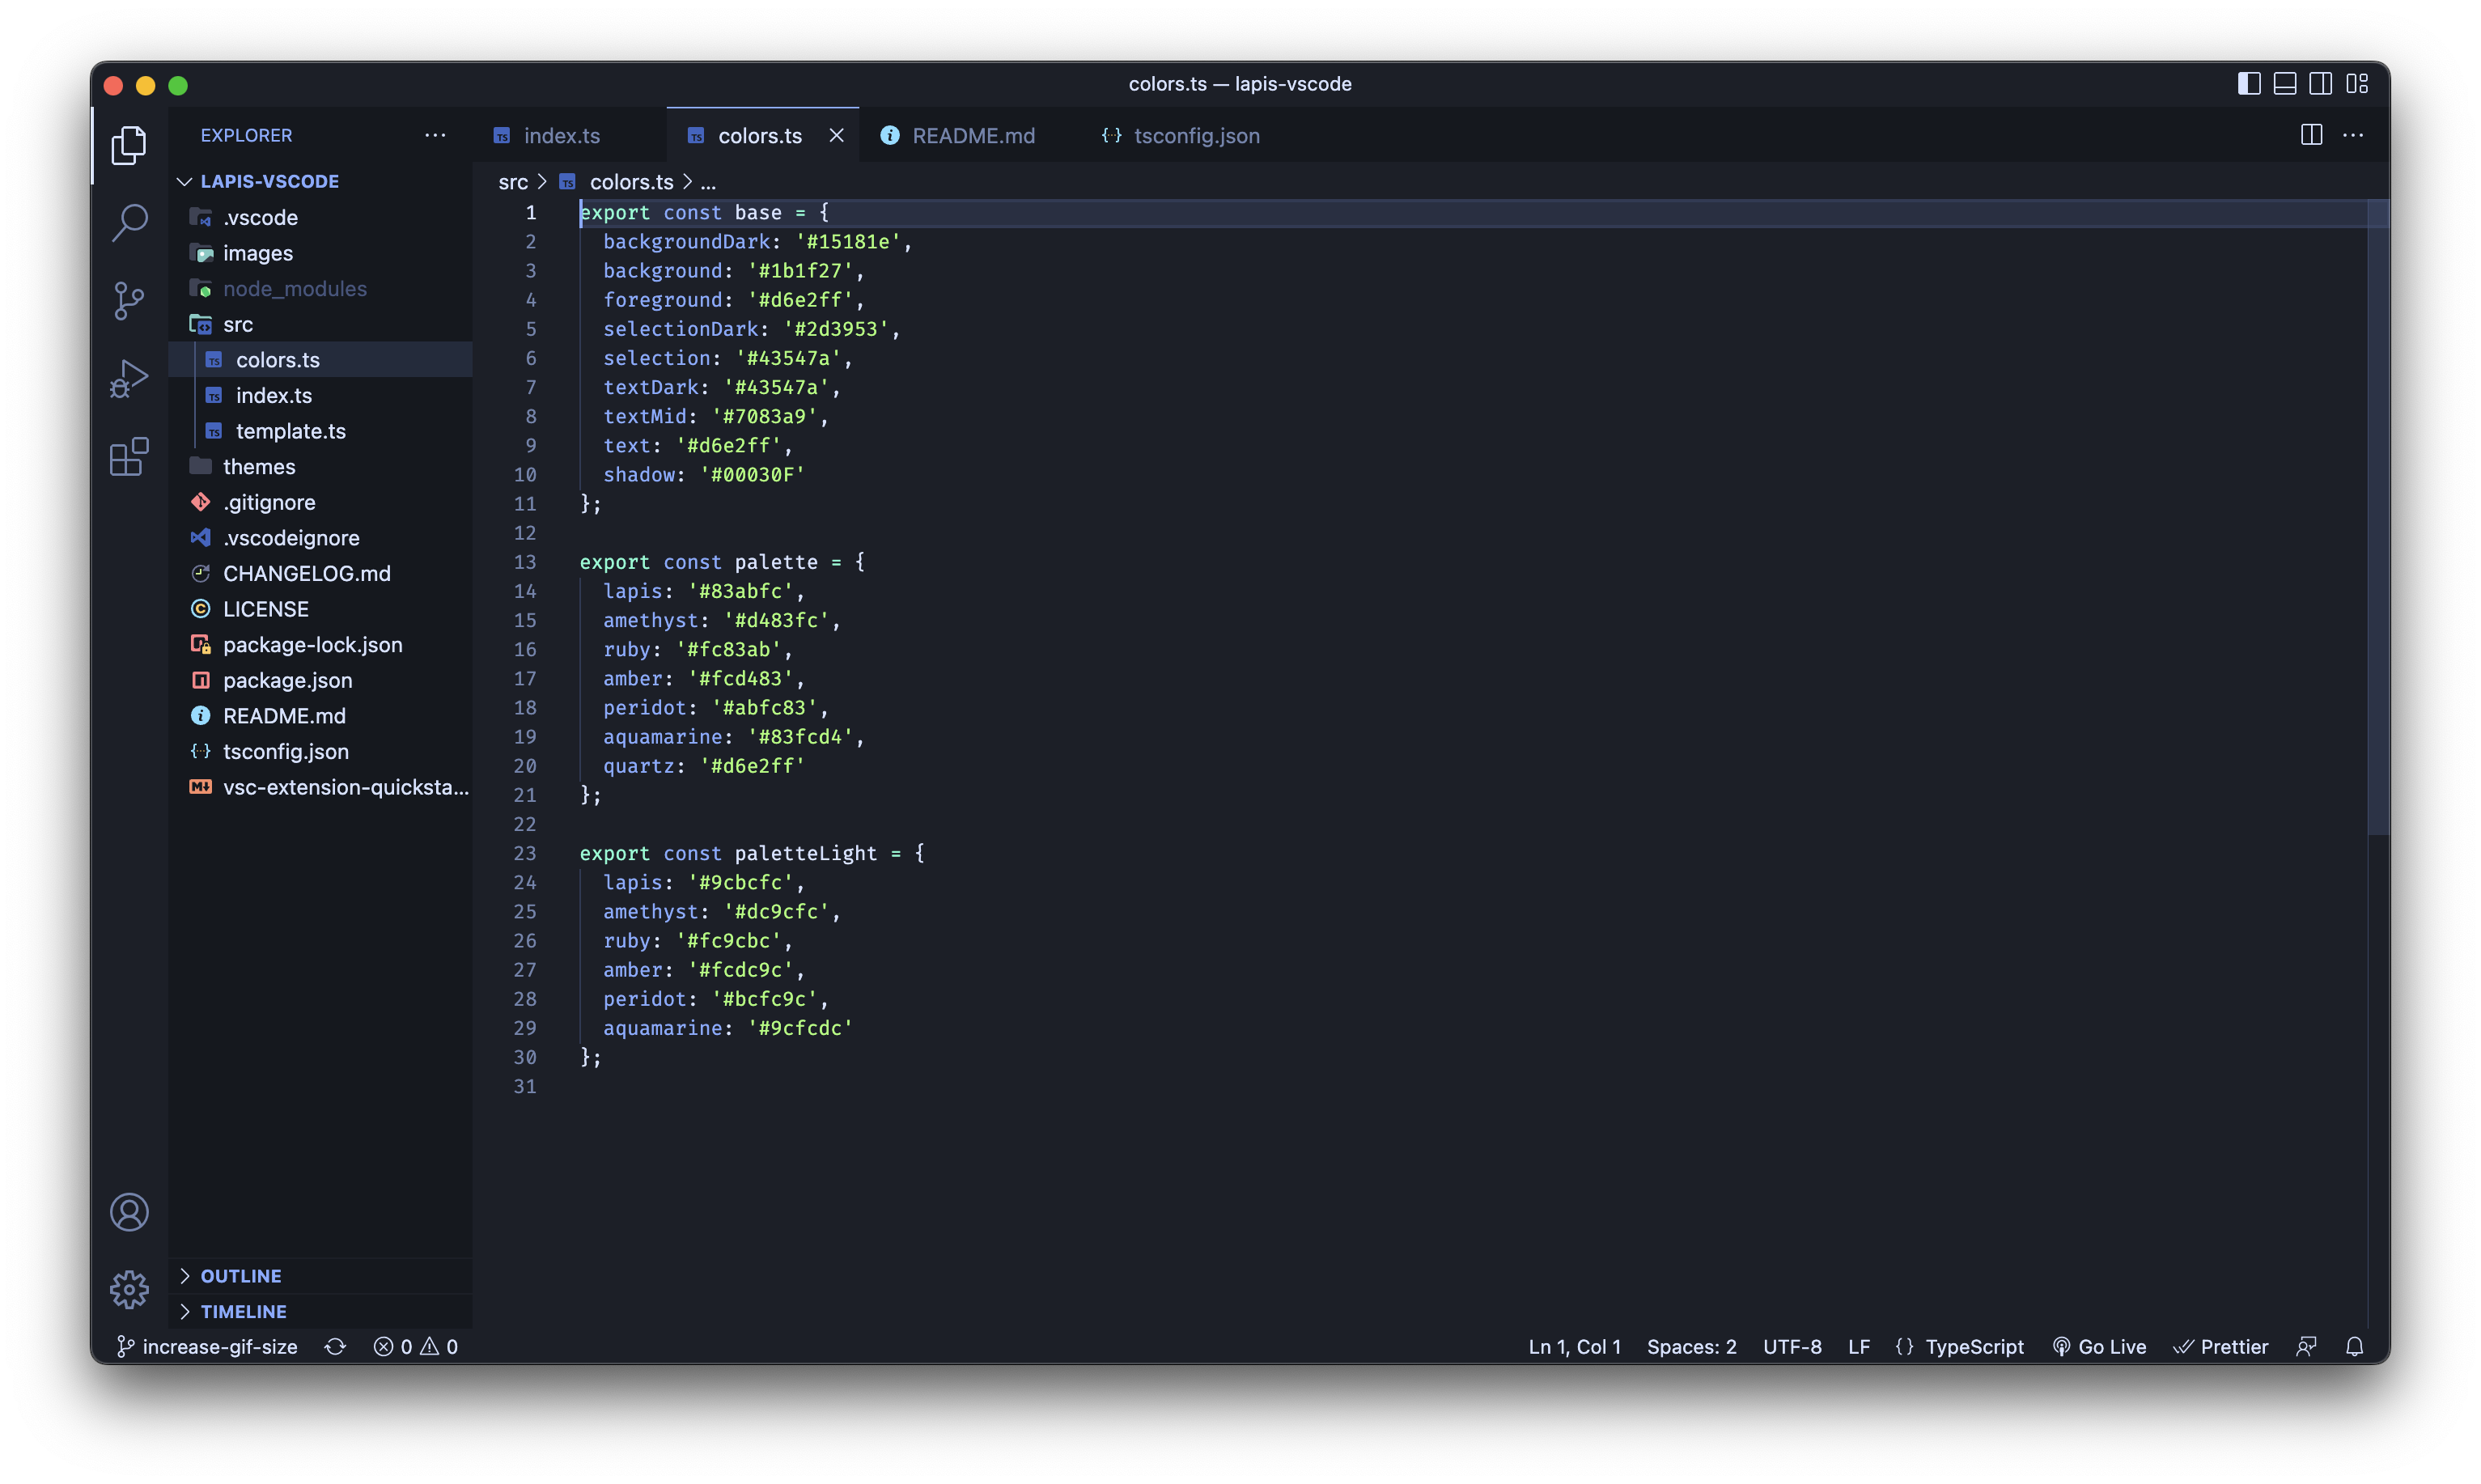 colors.ts — lapis-vscode
EXPLORER
index.ts
colors.ts
README.md
tsconfig.json
LAPIS-VSCODE
.vscode
images
node_modules
src
colors.ts
index.ts
template.ts
themes
.gitignore
.vscodeignore
CHANGELOG.md
LICENSE
package-lock.json
package.json
README.md
tsconfig.json
vsc-extension-quicksta...
OUTLINE
TIMELINE
src > colors.ts > ...
1 export const base = {
2 backgroundDark: '#15181e',
3 background: '#1b1f27',
4 foreground: '#d6e2ff',
5 selectionDark: '#2d3953',
6 selection: '#43547a',
7 textDark: '#43547a',
8 textMid: '#7083a9',
9 text: '#d6e2ff',
10 shadow: '#00030F'
11 };
12
13 export const palette = {
14 lapis: '#83abfc',
15 amethyst: '#d483fc',
16 ruby: '#fc83ab',
17 amber: '#fcd483',
18 peridot: '#abfc83',
19 aquamarine: '#83fcd4',
20 quartz: '#d6e2ff'
21 };
22
23 export const paletteLight = {
24 lapis: '#9cbcfc',
25 amethyst: '#dc9cfc',
26 ruby: '#fc9cbc',
27 amber: '#fcdc9c',
28 peridot: '#bcfc9c',
29 aquamarine: '#9cfcdc'
30 };
31
increase-gif-size 0 0 Ln 1, Col 1 Spaces: 2 UTF-8 LF {} TypeScript Go Live Prettier